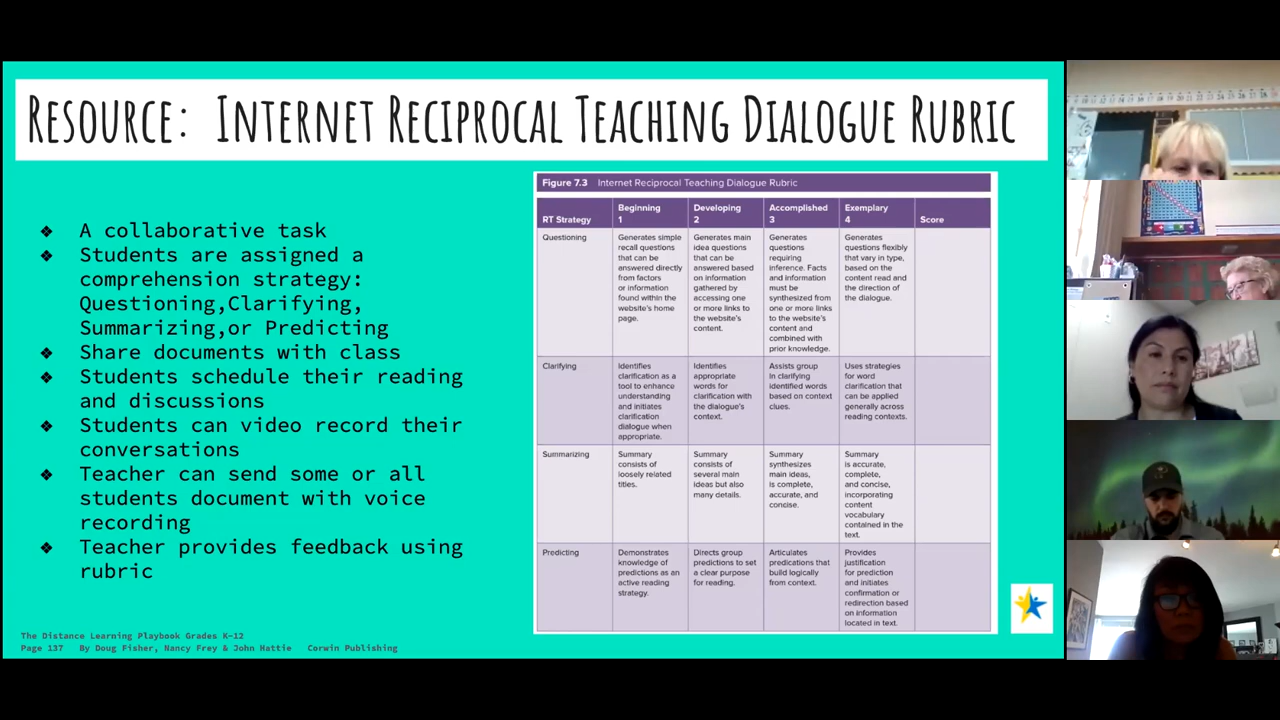 Resource: Internet Reciprocal Teaching Dialogue Rubric
❖ A collaborative task
❖ Students are assigned a
comprehension strategy:
Questioning,Clarifying,
Summarizing,or Predicting
❖ Share documents with class
❖ Students schedule their reading
and discussions
❖ Students can video record their
conversations
❖ Teacher can send some or all
students document with voice
recording
❖ Teacher provides feedback using
rubric
The Distance Learning Playbook Grades K-12
Page 137 By Doug Fisher, Nancy Frey & John Hattie Corwin Publishing
Figure 7.3 Internet Reciprocal Teaching Dialogue Rubric
RT Strategy
Beginning
1
Developing
2
Accomplished
3
Exemplary
4
Score
Questioning
Generates simple
recall questions
that can be
answered directly
from factors
or information
found within the
website's home
page.
Generates main
idea questions
that can be
answered based
on information
gathered by
accessing one
or more links to
the website's
content.
Generates
questions
requiring
inference. Facts
and information
must be
synthesized from
one or more links
to the website's
content and
combined with
prior knowledge.
Generates
questions flexibly
that vary in type,
based on the
content read and
the direction of
the dialogue.
Clarifying
Identifies
clarification as a
tool to enhance
understanding
and initiates
clarification
dialogue when
appropriate.
Identifies
appropriate
words for
clarification with
the dialogue's
context.
Assists group
in clarifying
identified words
based on context
clues.
Uses strategies
for word
clarification that
can be applied
generally across
reading contexts.
Summarizing
Summary
consists of
loosely related
titles.
Summary
consists of
several main
ideas but also
many details.
Summary
synthesizes
main ideas,
is complete,
accurate, and
concise.
Summary
is accurate,
complete,
and concise,
incorporating
content
vocabulary
contained in the
text.
Predicting
Demonstrates
knowledge of
predictions as an
active reading
strategy.
Directs group
predictions to set
a clear purpose
for reading.
Articulates
predications that
build logically
from context.
Provides
justification
for prediction
and initiates
confirmation or
redirection based
on information
located in text.